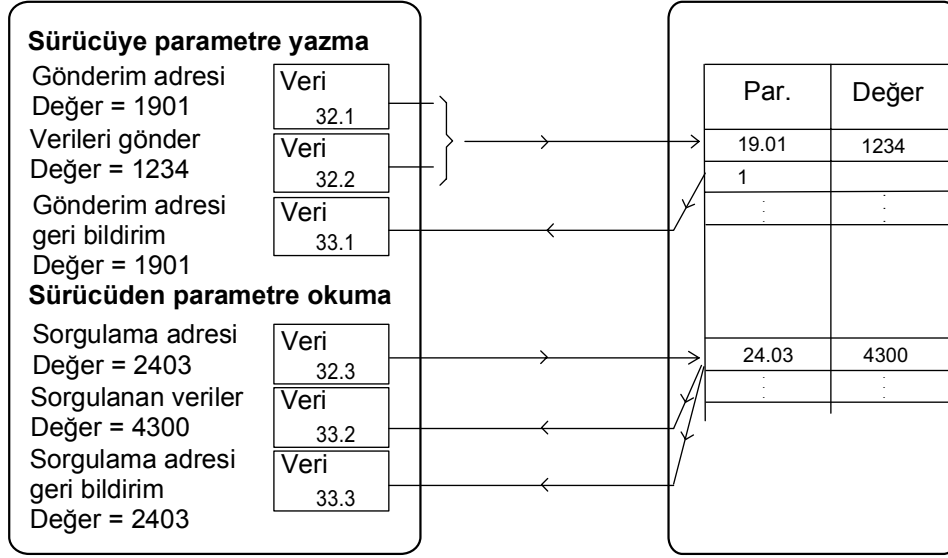 Sürücüye parametre yazma
Gönderim adresi
Değer = 1901
Veri
32.1
Verileri gönder
Değer = 1234
Veri
32.2
Gönderim adresi
geri bildirim
Değer = 1901
Veri
33.1
Sürücüden parametre okuma
Sorgulama adresi
Değer = 2403
Veri
32.3
Sorgulanan veriler
Değer = 4300
Veri
33.2
Sorgulama adresi
geri bildirim
Değer = 2403
Veri
33.3
Par. Değer
19.01 1234
1
24.03 4300